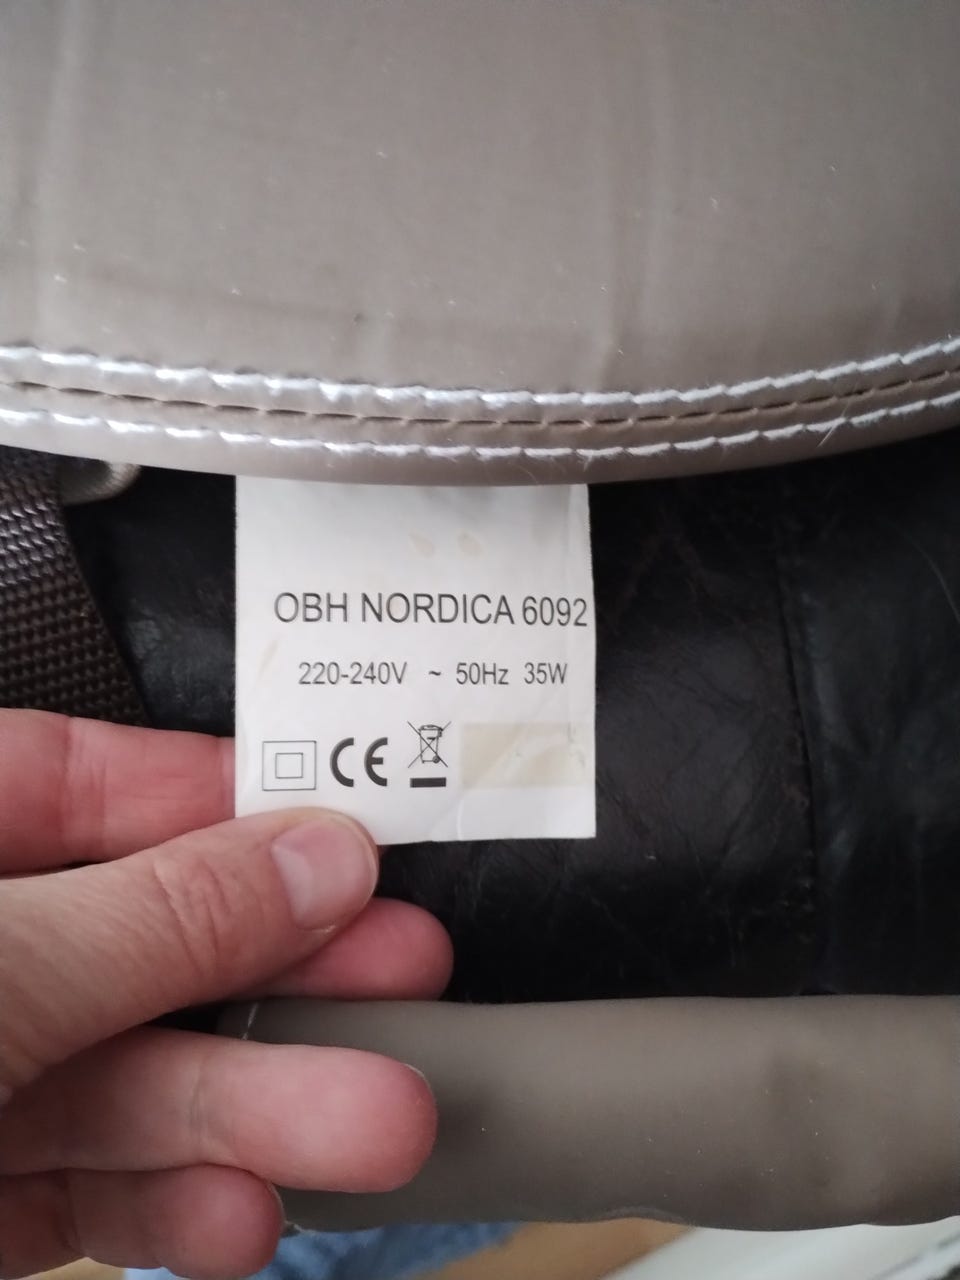 OBH NORDICA 6092
220-240V ~ 50Hz 35W
CE